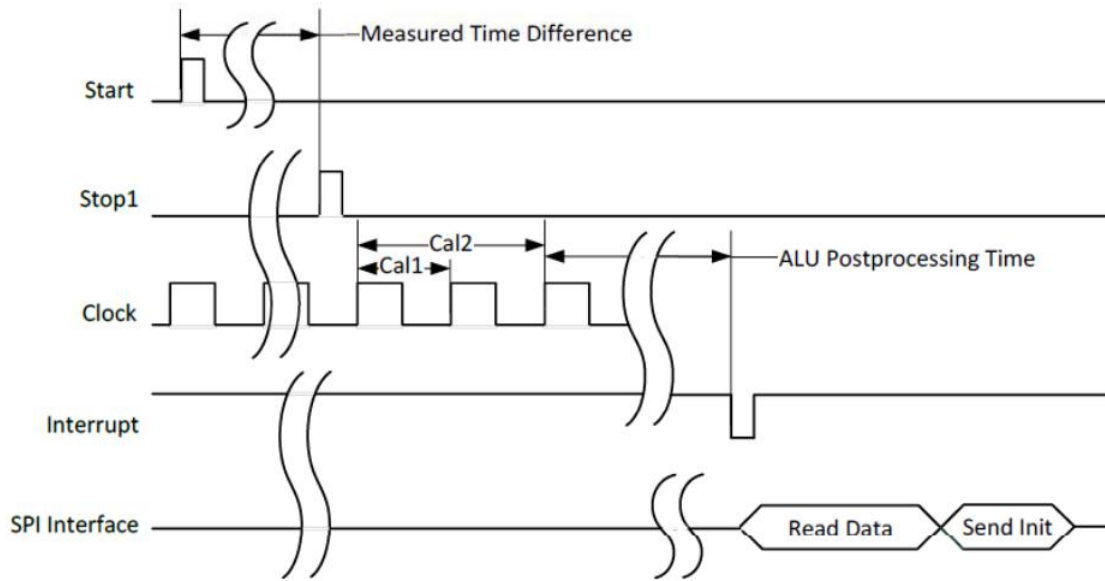 Measured Time Difference
Start
Stop1
Cal2
Cal1
ALU Postprocessing Time
Clock
Interrupt
SPI Interface
Read Data
Send Init